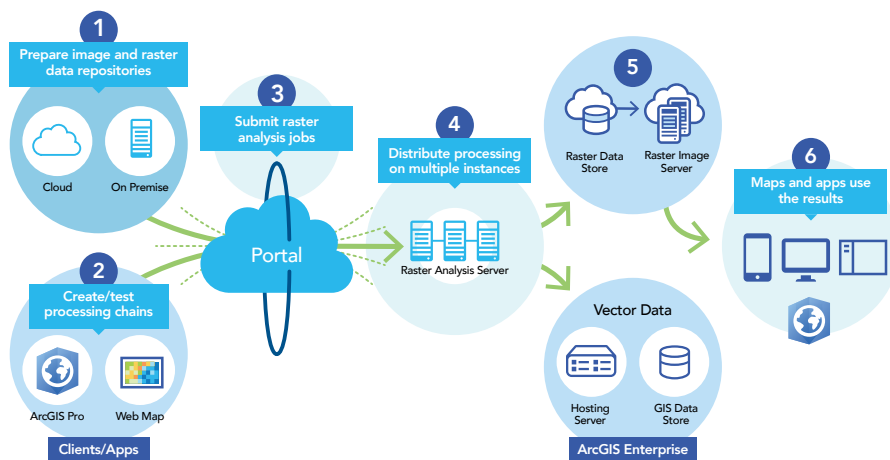 1
Prepare image and raster
data repositories
Cloud
On Premise
2
Create/test
processing chains
ArcGIS Pro
Web Map
Clients/Apps
3
Submit raster
analysis jobs
Portal
4
Distribute processing
on multiple instances
Raster Analysis Server
5
Raster Data
Store
Raster Image
Server
Vector Data
Hosting
Server
GIS Data
Store
ArcGIS Enterprise
6
Maps and apps use
the results